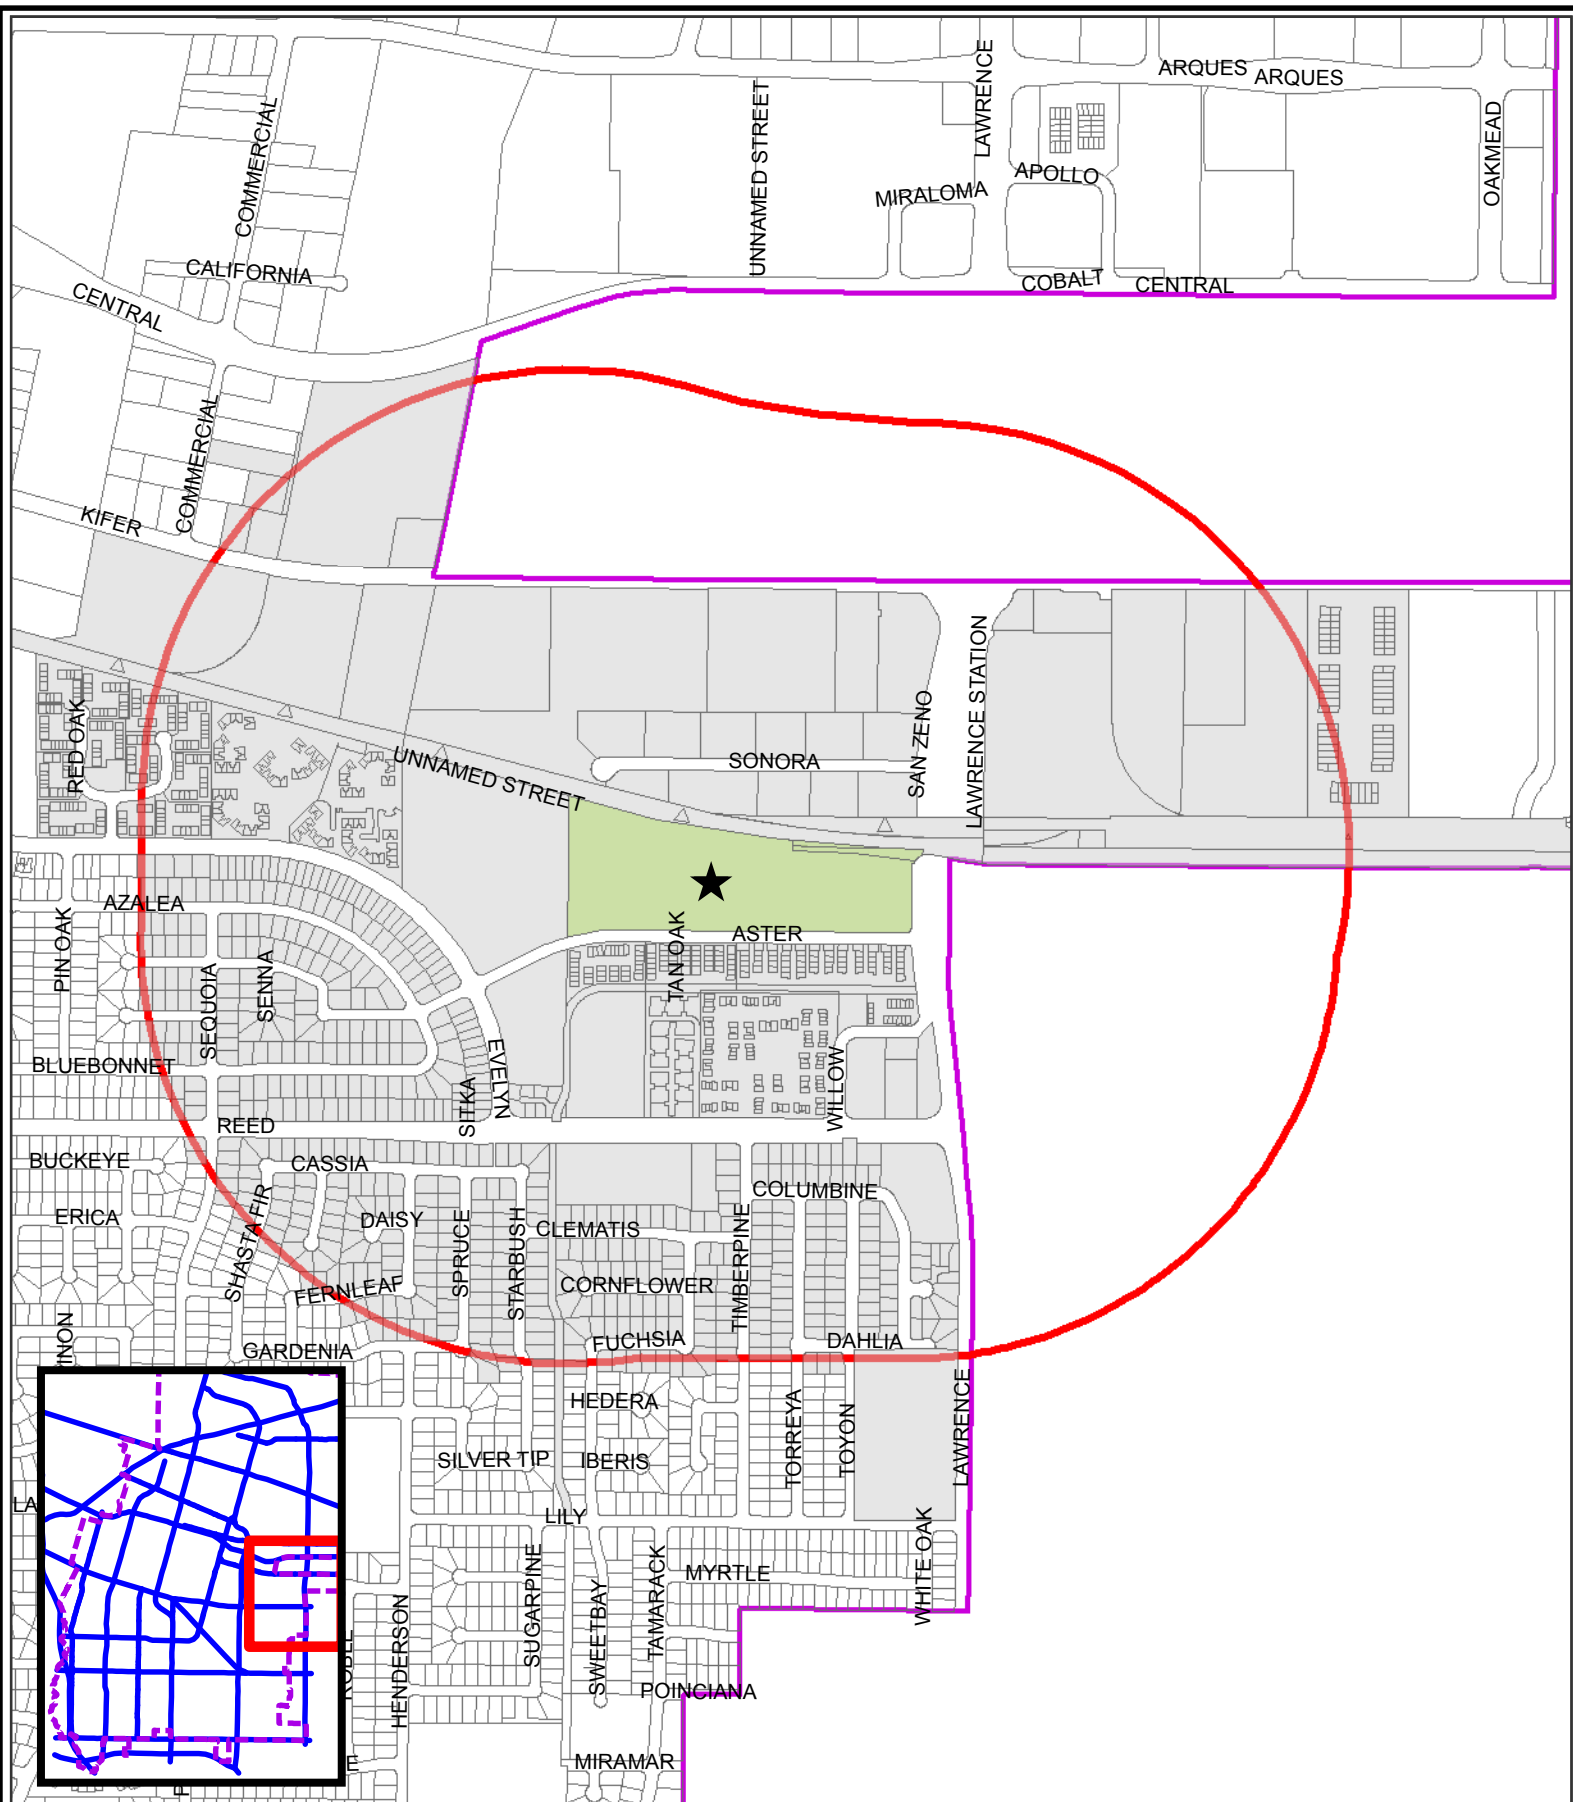 LAWRENCE
ARQUES
ARQUES
UNNAMED STREET
COMMERCIAL
OAKMEAD
APOLLO
MIRALOMA
CALIFORNIA
COBALT
CENTRAL
CENTRAL
COMMERCIAL
KIFER
LAWRENCE STATION
RED OAK
SAN ZENO
UNNAMED STREET
SONORA
AZALEA
PIN OAK
TAN OAK
ASTER
SEQUOIA
SENNA
BLUEBONNET
EVELYN
SITKA
WILLOW
REED
BUCKEYE
CASSIA
COLUMBINE
ERICA
SHASTA FIR
DAISY
SPRUCE
STARBUSH
CLEMATIS
TIMBERPINE
FERNLEAF
CORNFLOWER
FUCHSIA
DAHLIA
INON
GARDENIA
HEDERA
TORREYA
TOYON
LAWRENCE
SILVER TIP
IBERIS
LA
LILY
WHITE OAK
SUGARPINE
TAMARACK
MYRTLE
HENDERSON
SWEETBAY
POINCIANA
MIRAMAR
E